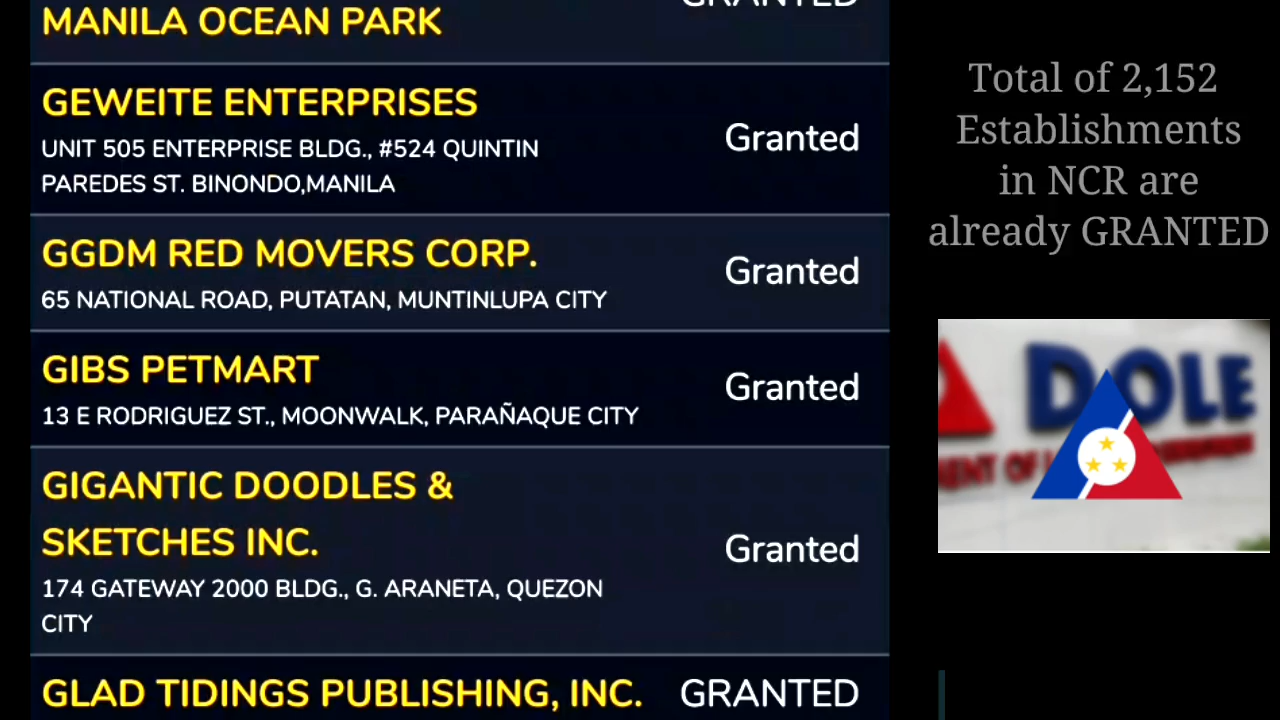 GRANTED
MANILA OCEAN PARK
GEWEITE ENTERPRISES
UNIT 505 ENTERPRISE BLDG., #524 QUINTIN
PAREDES ST. BINONDO,MANILA
Granted
GGDM RED MOVERS CORP.
65 NATIONAL ROAD, PUTATAN, MUNTINLUPA CITY
Granted
GIBS PETMART
13 E RODRIGUEZ ST., MOONWALK, PARAÑAQUE CITY
Granted
GIGANTIC DOODLES &
SKETCHES INC.
174 GATEWAY 2000 BLDG., G. ARANETA, QUEZON
CITY
Granted
GLAD TIDINGS PUBLISHING, INC.
GRANTED
Total of 2,152
Establishments
in NCR are
already GRANTED
DOLE